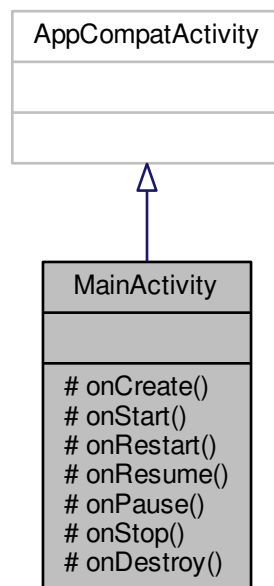 AppCompatActivity
MainActivity
# onCreate()
# onStart()
# onRestart()
# onResume()
# onPause()
# onStop()
# onDestroy()